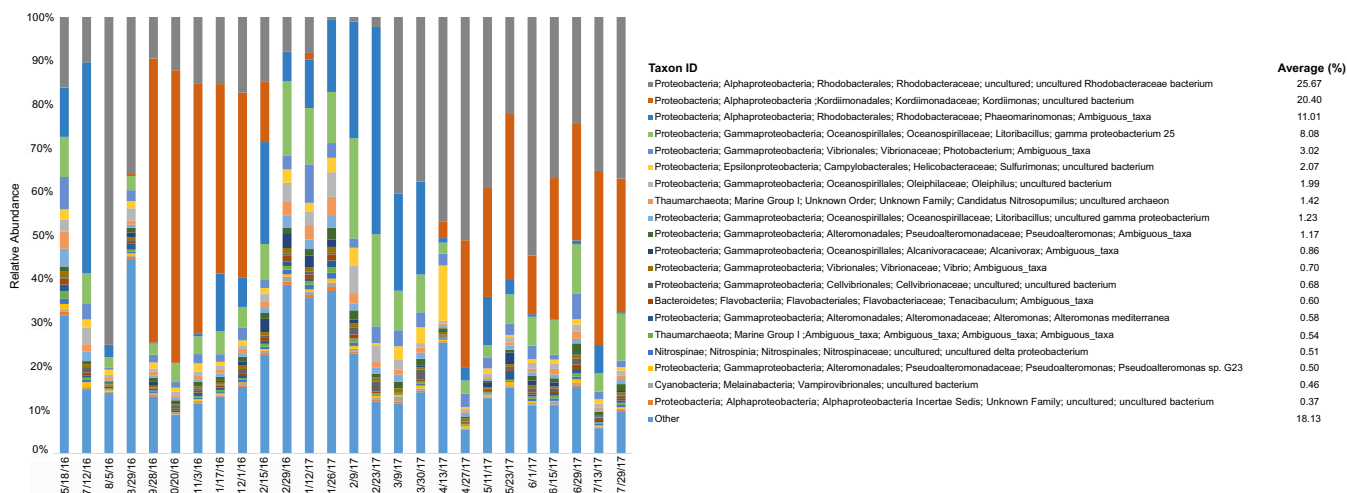 100%
90%
80%
70%
60%
50%
40%
30%
20%
10%
0%
Relative Abundance
5/18/16
7/12/16
8/5/16
8/29/16
9/28/16
0/20/16
11/3/16
1/17/16
12/1/16
2/15/16
2/29/16
1/12/17
1/26/17
2/9/17
2/23/17
3/9/17
3/30/17
4/13/17
4/27/17
5/11/17
5/23/17
6/1/17
6/15/17
6/29/17
7/13/17
7/29/17
Taxon ID Average (%)
Proteobacteria; Alphaproteobacteria; Rhodobacterales; Rhodobacteraceae; uncultured; uncultured Rhodobacteraceae bacterium 25.67
Proteobacteria; Alphaproteobacteria ;Kordiimonadales; Kordiimonadaceae; Kordiimonas; uncultured bacterium 20.40
Proteobacteria; Alphaproteobacteria; Rhodobacterales; Rhodobacteraceae; Phaeomarinomonas; Ambiguous_taxa 11.01
Proteobacteria; Gammaproteobacteria; Oceanospirillales; Oceanospirillaceae; Litoribacillus; gamma proteobacterium 25 8.08
Proteobacteria; Gammaproteobacteria; Vibrionales; Vibrionaceae; Photobacterium; Ambiguous_taxa 3.02
Proteobacteria; Epsilonproteobacteria; Campylobacterales; Helicobacteraceae; Sulfurimonas; uncultured bacterium 2.07
Proteobacteria; Gammaproteobacteria; Oceanospirillales; Oleiphilaceae; Oleiphilus; uncultured bacterium 1.99
Thaumarchaeota; Marine Group I; Unknown Order; Unknown Family; Candidatus Nitrosopumilus; uncultured archaeon 1.42
Proteobacteria; Gammaproteobacteria; Oceanospirillales; Oceanospirillaceae; Litoribacillus; uncultured gamma proteobacterium 1.23
Proteobacteria; Gammaproteobacteria; Alteromonadales; Pseudoalteromonadaceae; Pseudoalteromonas; Ambiguous_taxa 1.17
Proteobacteria; Gammaproteobacteria; Oceanospirillales; Alcanivoracaceae; Alcanivorax; Ambiguous_taxa 0.86
Proteobacteria; Gammaproteobacteria; Vibrionales; Vibrionaceae; Vibrio; Ambiguous_taxa 0.70
Proteobacteria; Gammaproteobacteria; Cellvibrionales; Cellvibrionaceae; uncultured; uncultured bacterium 0.68
Bacteroidetes; Flavobacteriia; Flavobacteriales; Flavobacteriaceae; Tenacibaculum; Ambiguous_taxa 0.60
Proteobacteria; Gammaproteobacteria; Alteromonadales; Alteromonadaceae; Alteromonas; Alteromonas mediterranea 0.58
Thaumarchaeota; Marine Group I ;Ambiguous_taxa; Ambiguous_taxa; Ambiguous_taxa; Ambiguous_taxa 0.54
Nitrospinae; Nitrospinia; Nitrospinales; Nitrospinaceae; uncultured; uncultured delta proteobacterium 0.51
Proteobacteria; Gammaproteobacteria; Alteromonadales; Pseudoalteromonadaceae; Pseudoalteromonas; Pseudoalteromonas sp. G23 0.50
Cyanobacteria; Melainabacteria; Vampirovibrionales; uncultured bacterium 0.46
Proteobacteria; Alphaproteobacteria; Alphaproteobacteria Incertae Sedis; Unknown Family; uncultured; uncultured bacterium 0.37
Other 18.13